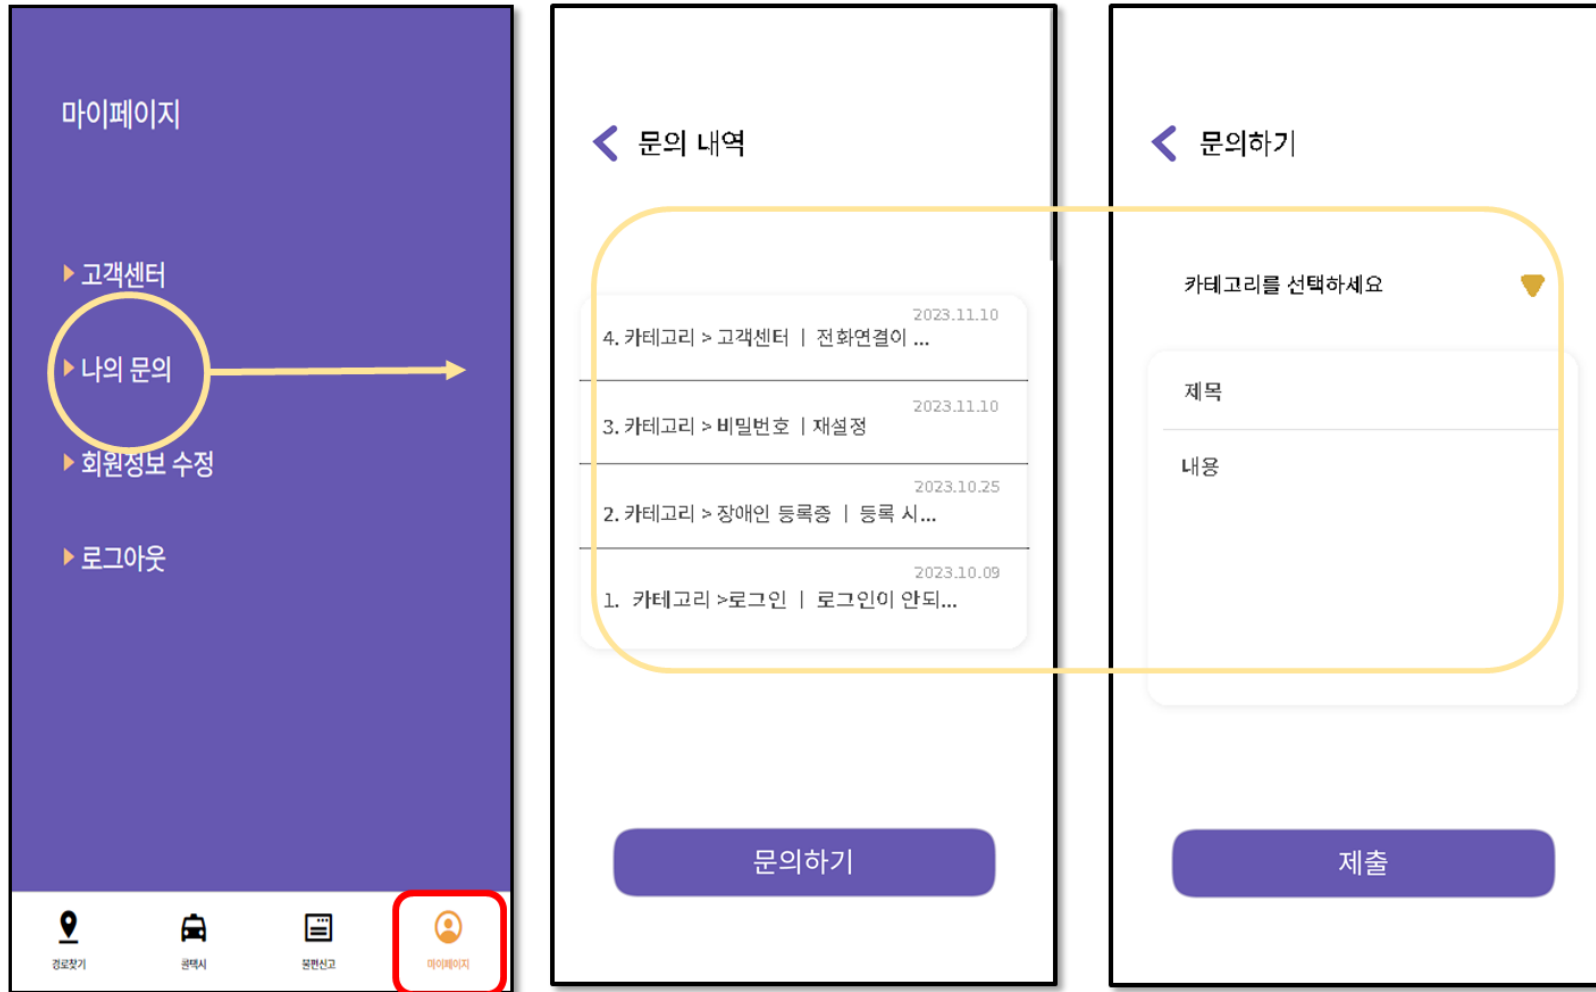 마이페이지
고객센터
나의 문의
회원정보 수정
로그아웃
경로찾기
콜택시
불편신고
마이페이지
문의 내역
2023.11.10
4. 카테고리 > 고객센터 | 전화연결이 ...
2023.11.10
3. 카테고리 > 비밀번호 | 재설정
2023.10.25
2. 카테고리 > 장애인 등록증 | 등록 시...
2023.10.09
1. 카테고리 >로그인 | 로그인이 안되...
문의하기
문의하기
카테고리를 선택하세요
제목
내용
제출